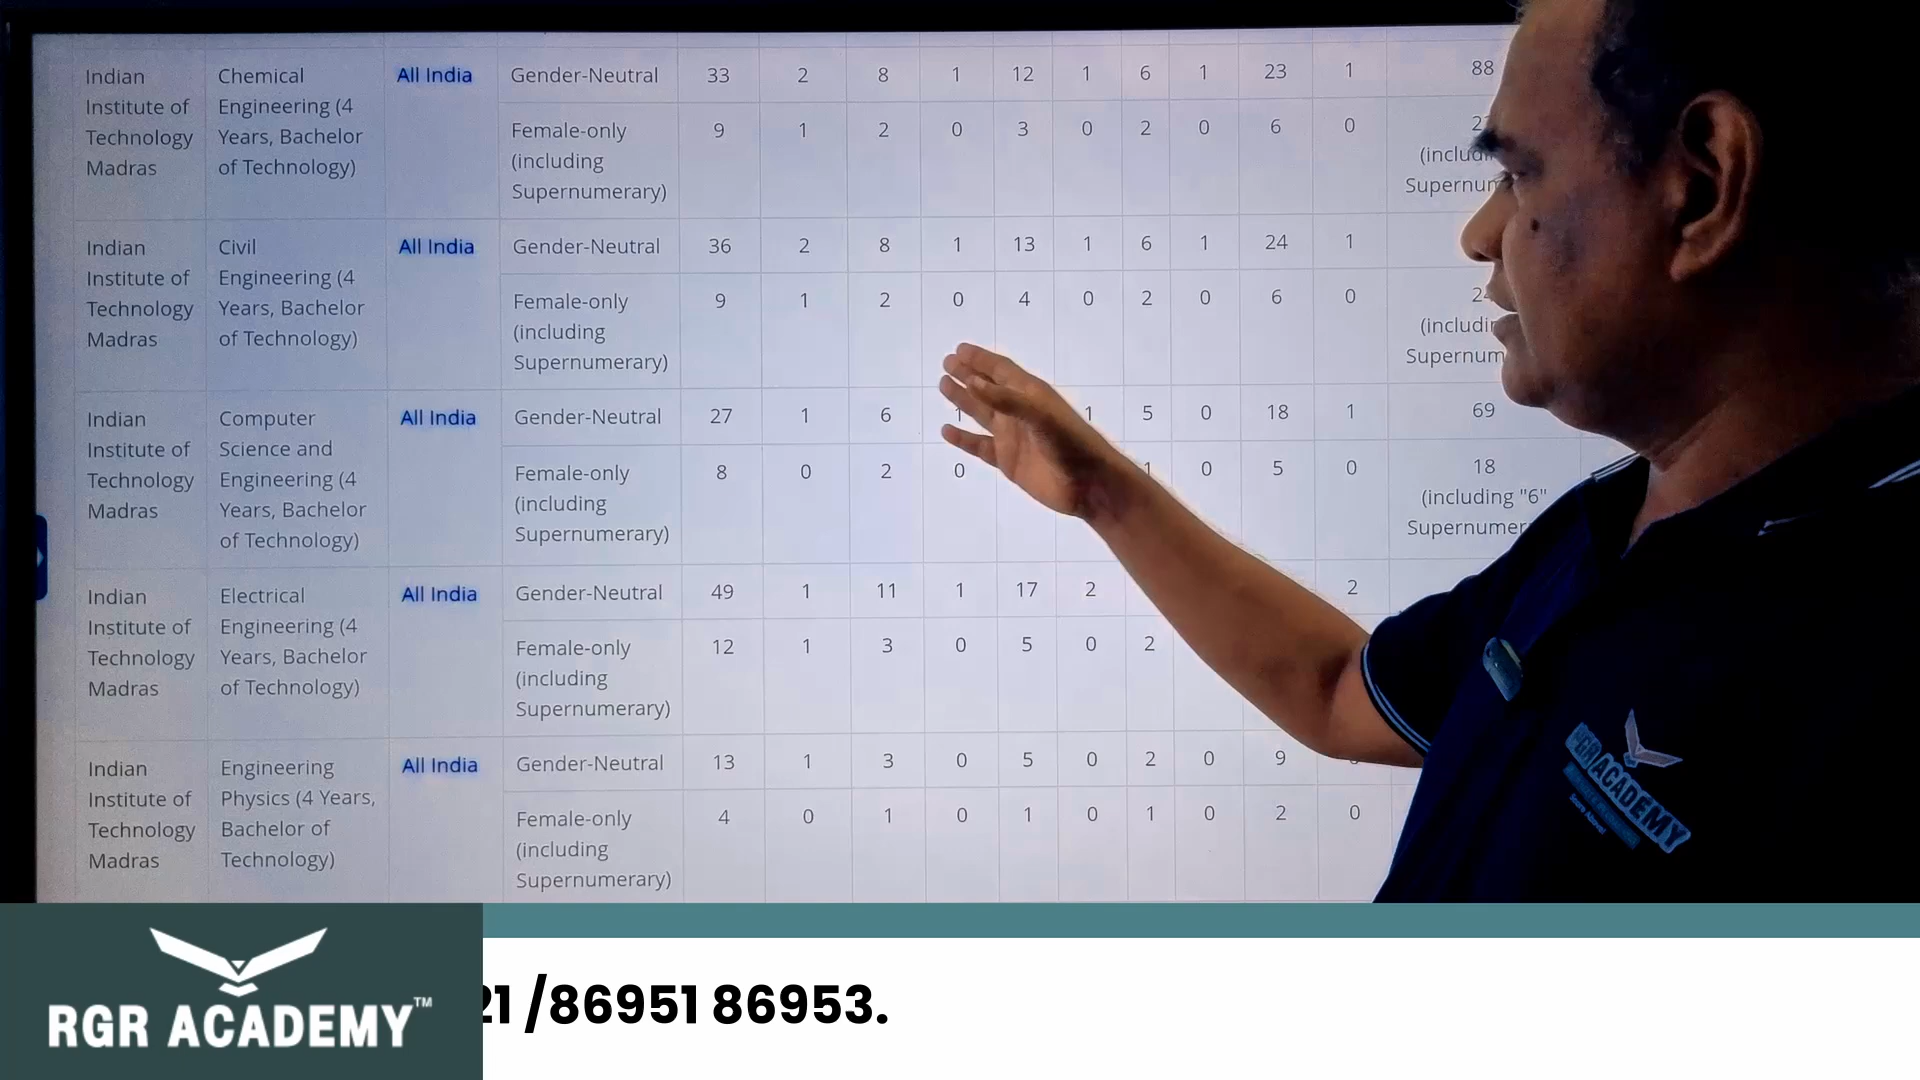 Indian Chemical All India Gender-Neutral 33 2 8 1 12 1 6 1 23 1 88
Institute of Engineering (4
Technology Years, Bachelor
Madras of Technology)
Female-only 9 1 2 0 3 0 2 0 6 0
(including
Supernumerary)
Indian Civil All India Gender-Neutral 36 2 8 1 13 1 6 1 24 1
Institute of Engineering (4
Technology Years, Bachelor
Madras of Technology)
Female-only 9 1 2 0 4 0 2 0 6 0
(including
Supernumerary)
Indian Computer All India Gender-Neutral 27 1 6 1 1 5 0 18 1 69
Institute of Science and
Technology Engineering (4
Madras Years, Bachelor
of Technology)
Female-only 8 0 2 0 1 0 5 0 18
(including (including "6"
Supernumerary)
Indian Electrical All India Gender-Neutral 49 1 11 1 17 2 2
Institute of Engineering (4
Technology Years, Bachelor
Madras of Technology)
Female-only 12 1 3 0 5 0 2
(including
Supernumerary)
Indian Engineering All India Gender-Neutral 13 1 3 0 5 0 2 0 9
Institute of Physics (4 Years,
Technology Bachelor of
Madras Technology)
Female-only 4 0 1 0 1 0 1 0 2 0
(including
Supernumerary)
RGR ACADEMY
RGR ACADEMY™
21 /86951 86953.